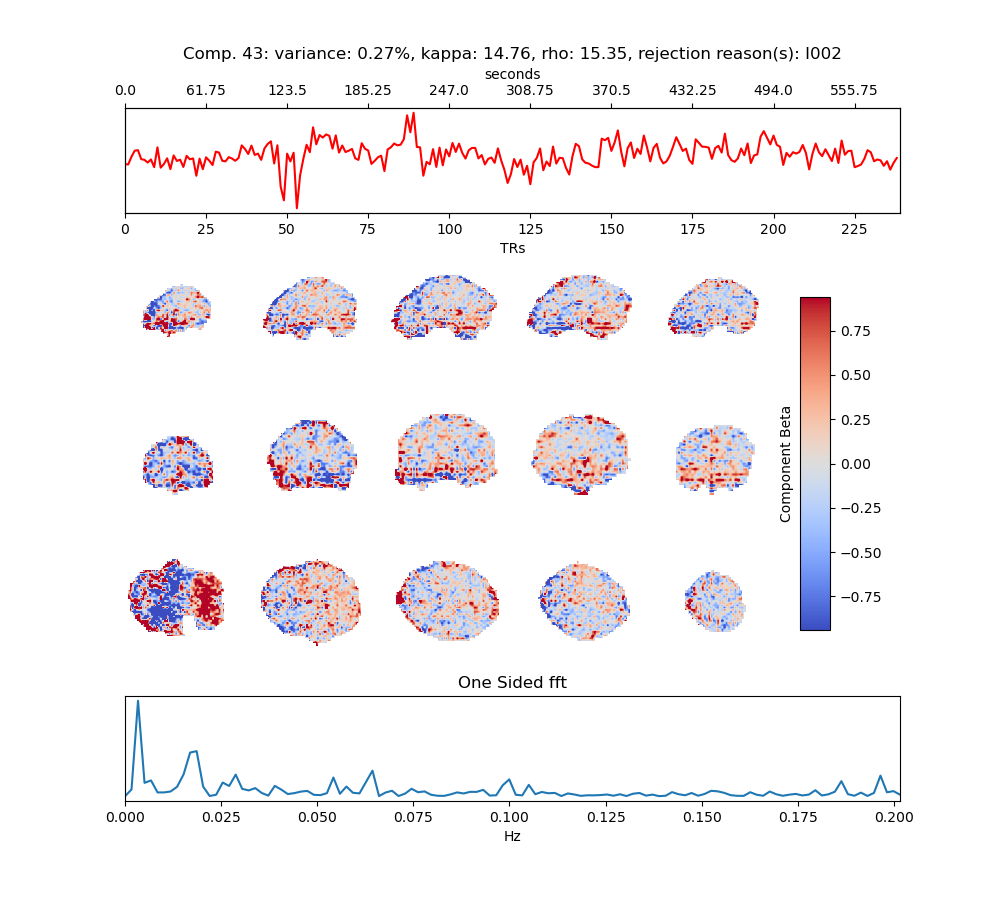 Comp. 43: variance: 0.27%, kappa: 14.76, rho: 15.35, rejection reason(s): I002
seconds
0.0 61.75 123.5 185.25 247.0 308.75 370.5 432.25 494.0 555.75
0 25 50 75 100 125 150 175 200 225
TRs
0.75
0.50
0.25
0.00
−0.25
−0.50
−0.75
Component Beta
One Sided fft
0.000 0.025 0.050 0.075 0.100 0.125 0.150 0.175 0.200
Hz